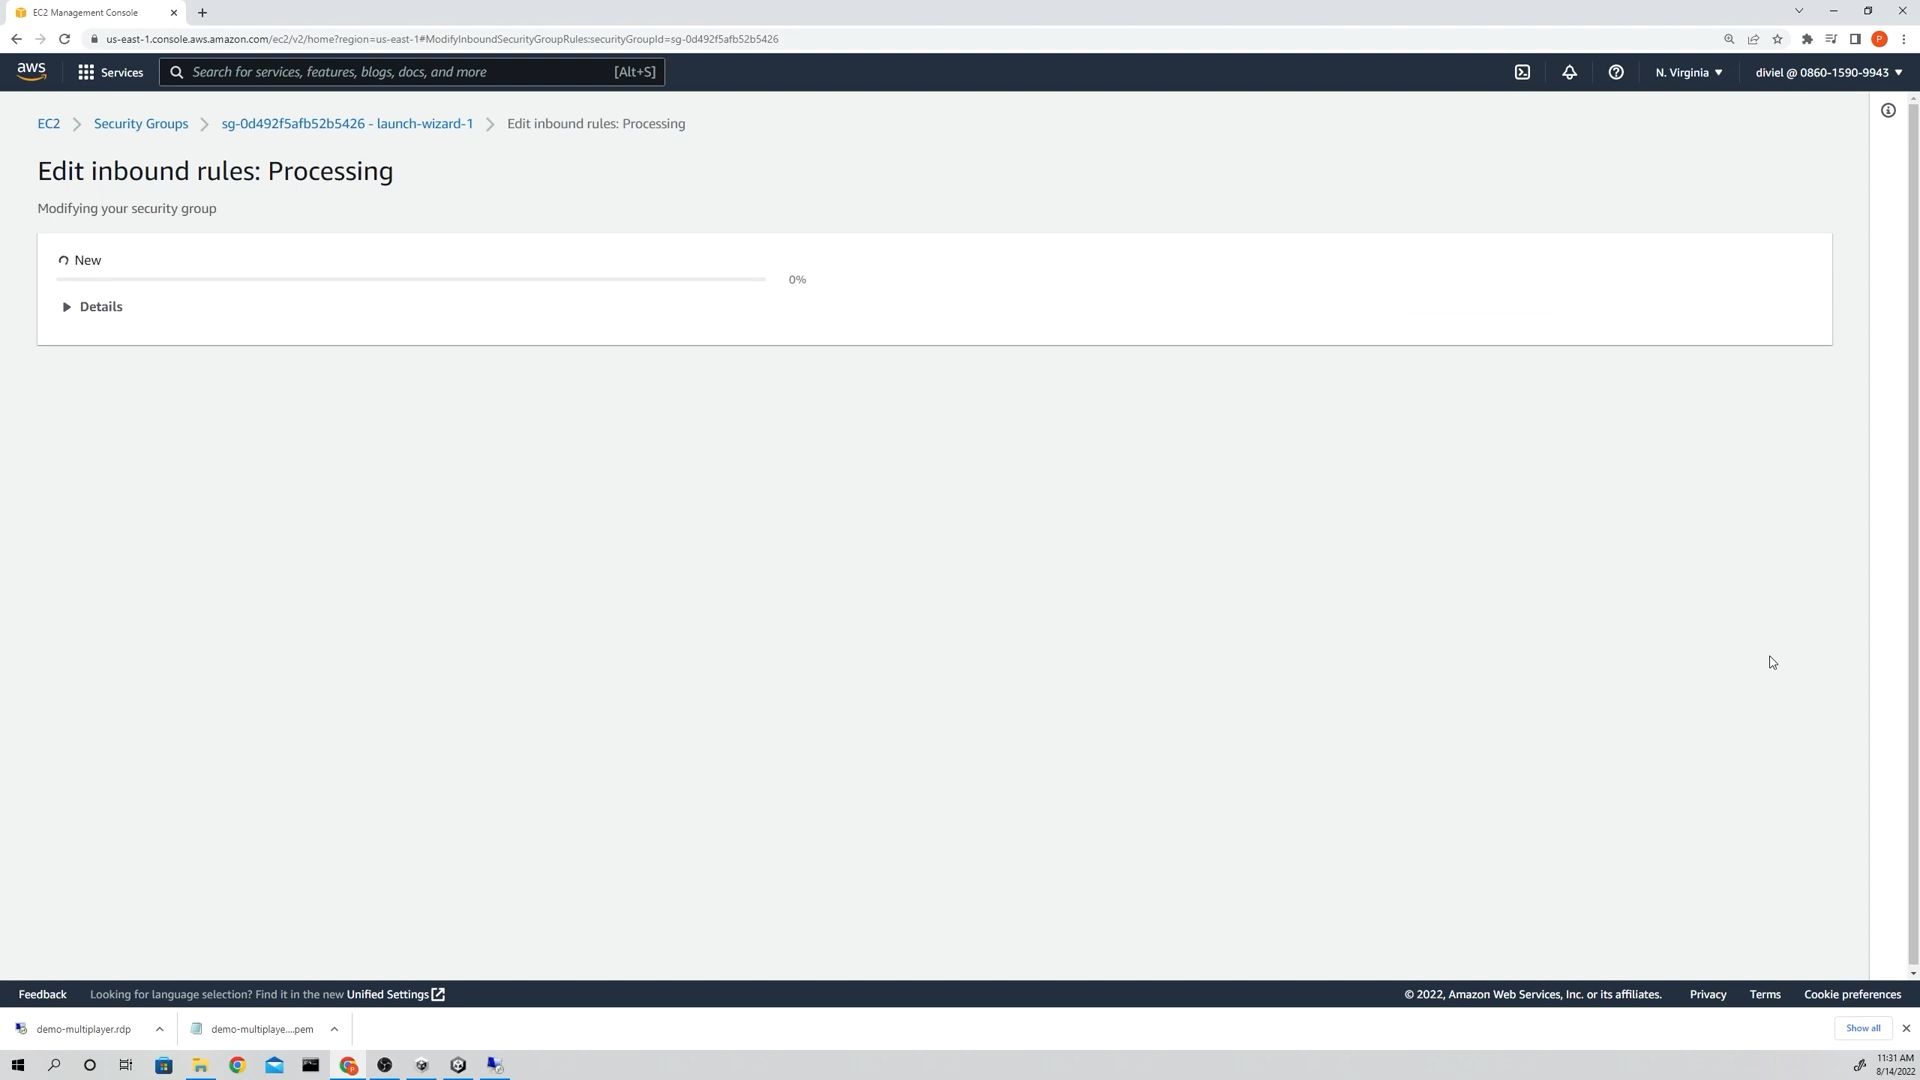 EC2 Management Console
us-east-1.console.aws.amazon.com/ec2/v2/home?region=us-east-1#ModifyInboundSecurityGroupRules:securityGroupId=sg-0d492f5afb52b5426
P
aws Services Search for services, features, blogs, docs, and more [Alt+S] N. Virginia diviel @ 0860-1590-9943
EC2 Security Groups sg-0d492f5afb52b5426 - launch-wizard-1 Edit inbound rules: Processing
Edit inbound rules: Processing
Modifying your security group
New
0%
Details
Feedback Looking for language selection? Find it in the new Unified Settings © 2022, Amazon Web Services, Inc. or its affiliates. Privacy Terms Cookie preferences
demo-multiplayer.rdp demo-multiplaye....pem Show all
11:31 AM
8/14/2022